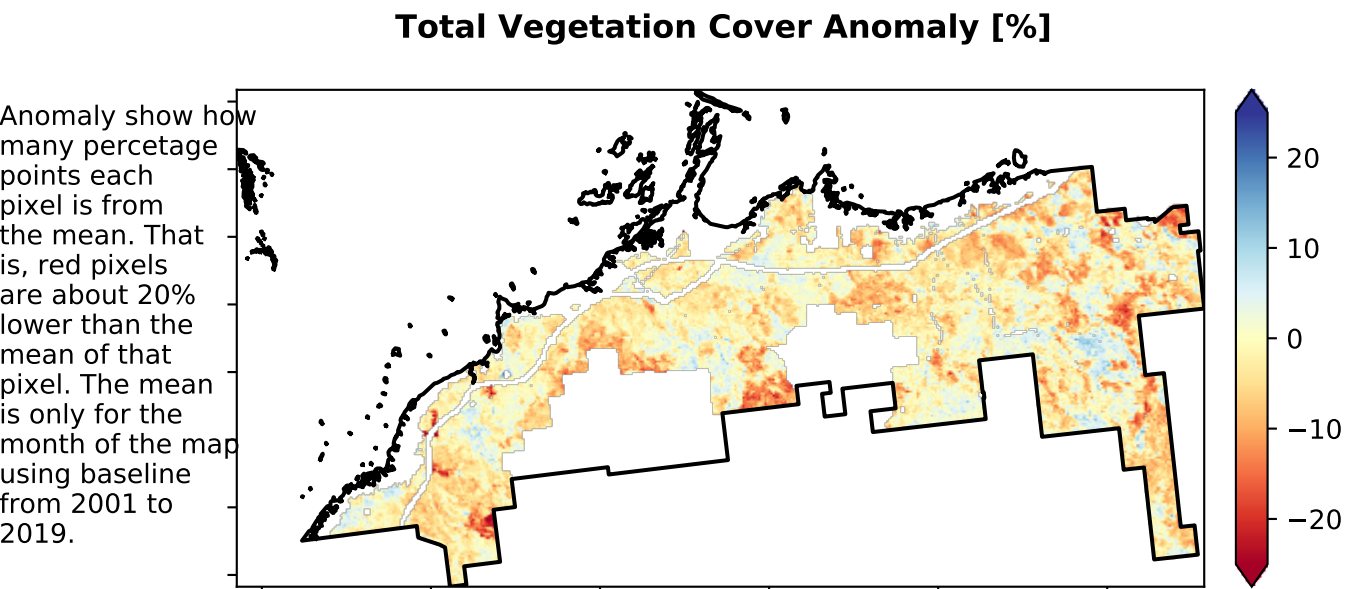 Total Vegetation Cover Anomaly [%]
Anomaly show how
many percetage
points each
pixel is from
the mean. That
is, red pixels
are about 20%
lower than the
mean of that
pixel. The mean
is only for the
month of the map
using baseline
from 2001 to
2019.
20
10
0
−10
−20